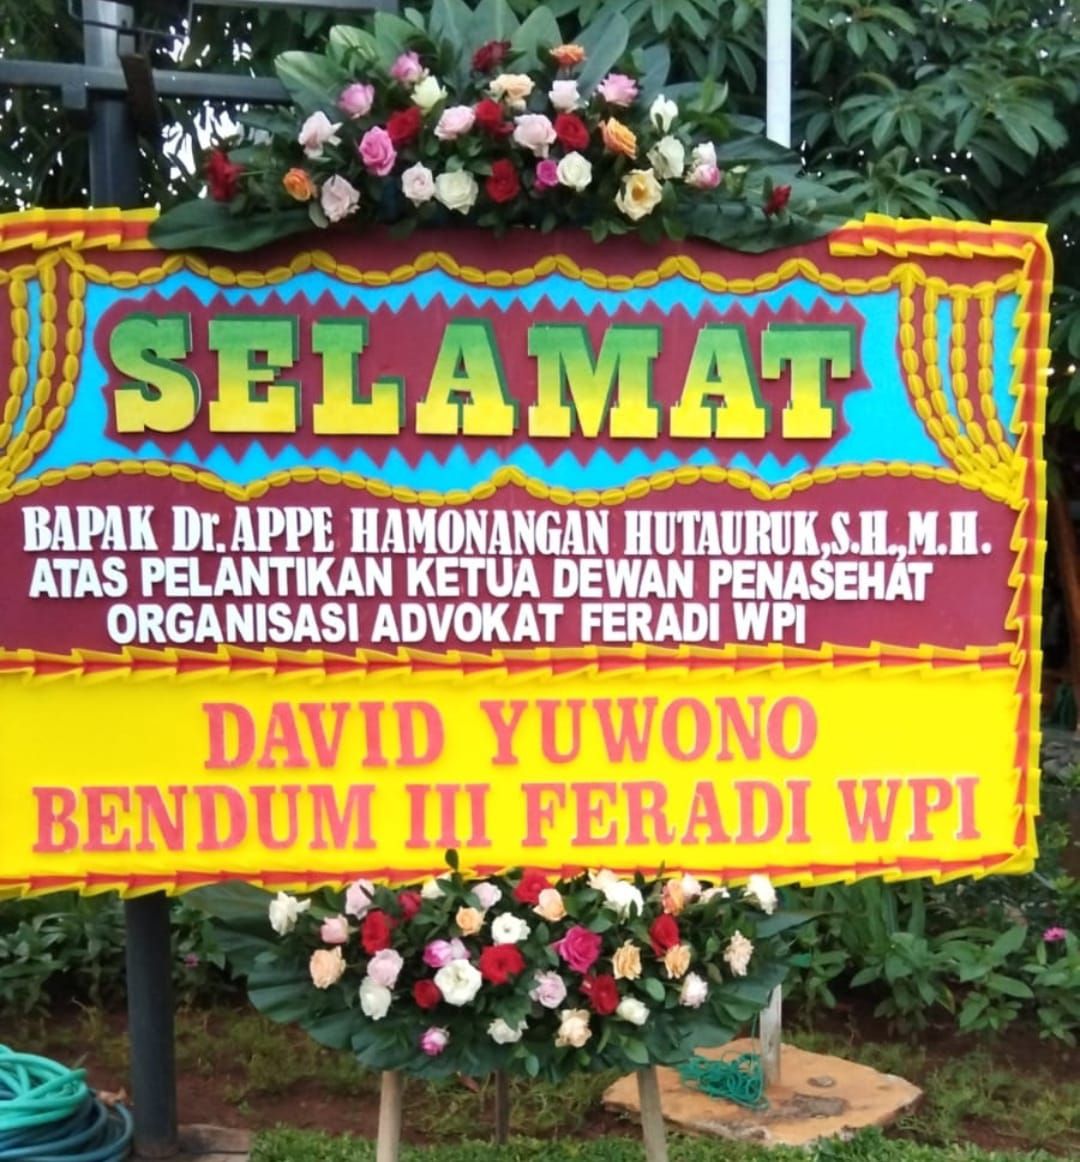 SELAMAT
BAPAK Dr. APPE HAMONANGAN HUTAURUK,S.H.,M.H.
ATAS PELANTIKAN KETUA DEWAN PENASEHAT
ORGANISASI ADVOKAT FERADI WPI
DAVID YUWONO
BENDUM III FERADI WPI